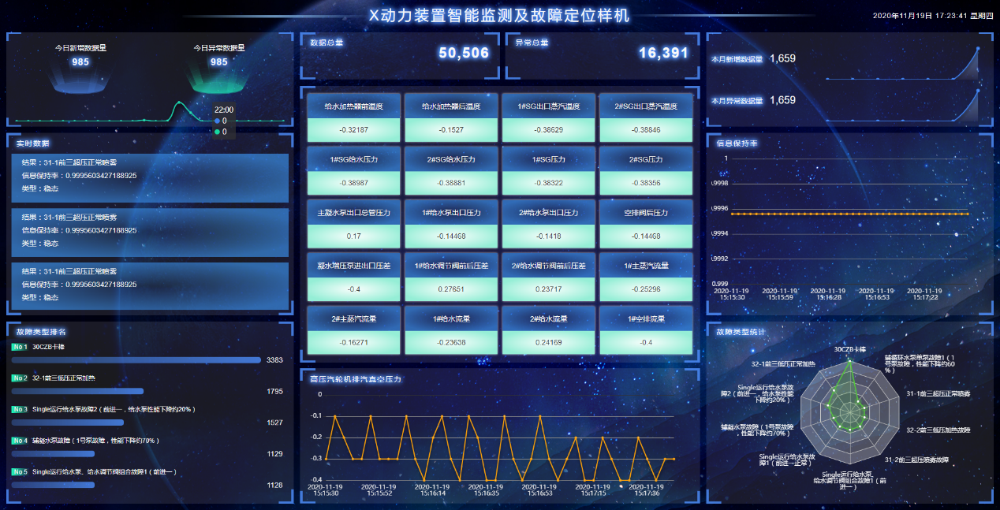 X动力装置智能监测及故障定位样机
2020年11月19日 17:23:41 星期四
今日新增数据量
985
今日异常数据量
985
22:00
0
0
数据总量
50,506
异常总量
16,391
本月新增数据量 1,659
本月异常数据量 1,659
实时数据
结果：31-1前三超压正常喷雾
信息保持率：0.9995603427188925
类型：稳态
结果：31-1前三超压正常喷雾
信息保持率：0.9995603427188925
类型：稳态
结果：31-1前三超压正常喷雾
信息保持率：0.9995603427188925
类型：稳态
给水加热器前温度
-0.32187
给水加热器后温度
-0.1527
1#SG出口蒸汽温度
-0.38629
2#SG出口蒸汽温度
-0.38846
1#SG给水压力
-0.38987
2#SG给水压力
-0.38881
1#SG压力
-0.38322
2#SG压力
-0.38356
主凝水泵出口总管压力
0.17
1#给水泵出口压力
-0.14468
2#给水泵出口压力
-0.1418
空排阀后压力
-0.14468
凝水增压泵进出口压差
-0.4
1#给水调节阀前后压差
0.27651
2#给水调节阀前后压差
0.23717
1#主蒸汽流量
-0.25296
2#主蒸汽流量
-0.16271
1#给水流量
-0.23638
2#给水流量
0.24169
1#空排流量
-0.4
信息保持率
1
.9998
.9996
.9994
.9992
0.999
2020-11-19
15:15:30
2020-11-19
15:15:59
2020-11-19
15:16:28
2020-11-19
15:16:53
2020-11-19
15:17:22
故障类型排名
No 1 30CZB卡棒
3383
No 2 32-1前三低压正常加热
1795
No 3 Single运行给水泵故障2（前进一，给水泵性能下降约20%）
1527
No 4 辅凝水泵故障（1号泵故障，性能下降约70%）
1129
No 5 Single运行给水泵、给水调节阀组合故障1（前进一）
1128
高压汽轮机排汽真空压力
0
-0.1
-0.2
-0.3
-0.4
2020-11-19
15:15:30
2020-11-19
15:15:52
2020-11-19
15:16:14
2020-11-19
15:16:35
2020-11-19
15:16:53
2020-11-19
15:17:15
2020-11-19
15:17:36
故障类型统计
30CZB卡棒
辅循环水泵单泵故障1（1
号泵故障，性能下降约60
%）
31-1前三超压正常喷雾
32-2前三低压加热故障
31-2前三超压喷雾故障
Single运行给水泵、
给水调节阀组合故障1（前
进一）
Single运行给水泵故
障1（前进一正常）
辅凝水泵故障（1号泵故障
，性能下降约70%）
Single运行给水泵故
障2（前进一，给水泵性能
下降约20%）
32-1前三低压正常加热